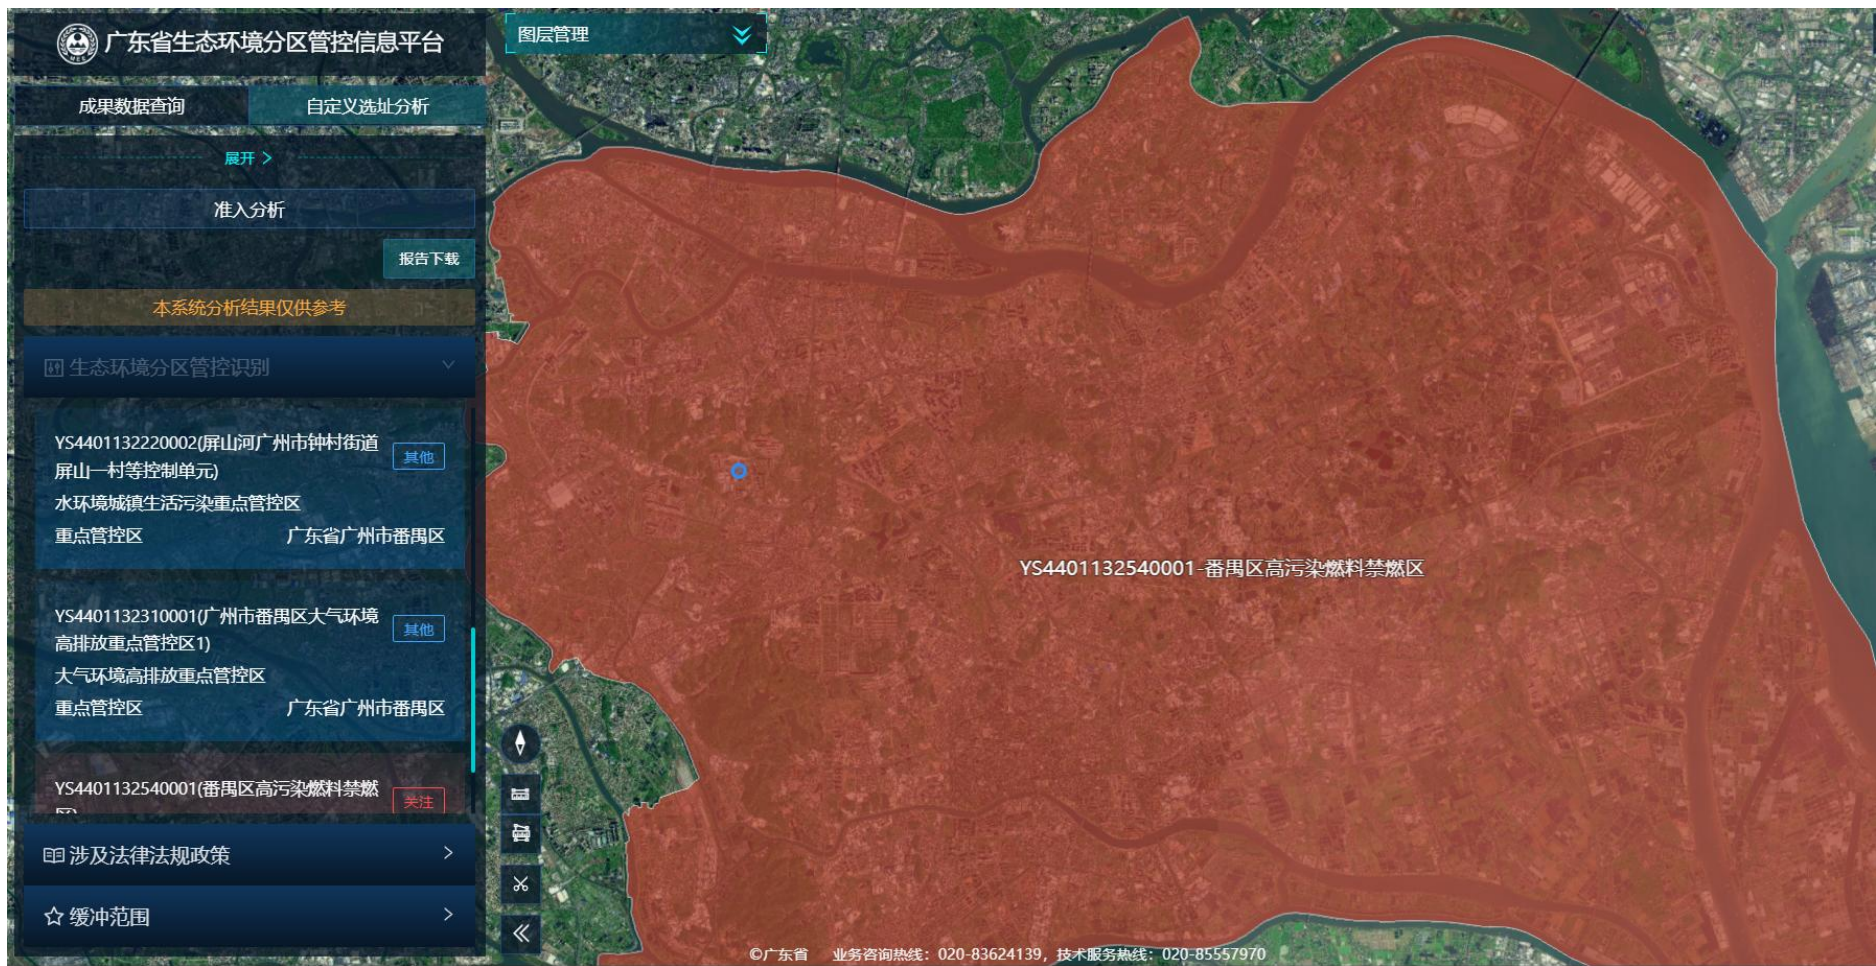 广东省生态环境分区管控信息平台
图层管理
成果数据查询
自定义选址分析
展开 >
准入分析
报告下载
本系统分析结果仅供参考
生态环境分区管控识别
YS4401132220002(屏山河广州市钟村街道
屏山一村等控制单元)
其他
水环境城镇生活污染重点管控区
重点管控区 广东省广州市番禺区
YS4401132310001(广州市番禺区大气环境
高排放重点管控区1)
其他
大气环境高排放重点管控区
重点管控区 广东省广州市番禺区
YS4401132540001(番禺区高污染燃料禁燃
区)
关注
涉及法律法规政策
缓冲范围
YS4401132540001-番禺区高污染燃料禁燃区
©广东省 业务咨询热线：020-83624139，技术服务热线：020-85557970